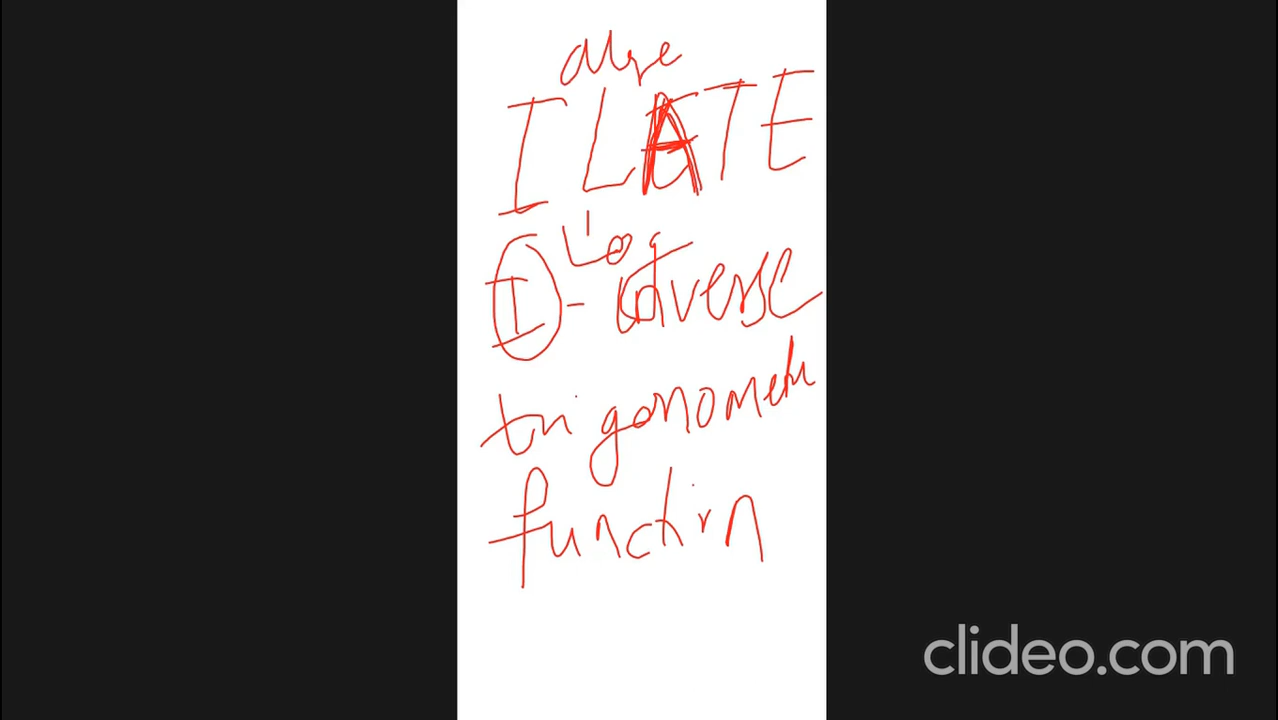 alge
ILATE
Log
I - inverse
trigonometr
function
clideo.com